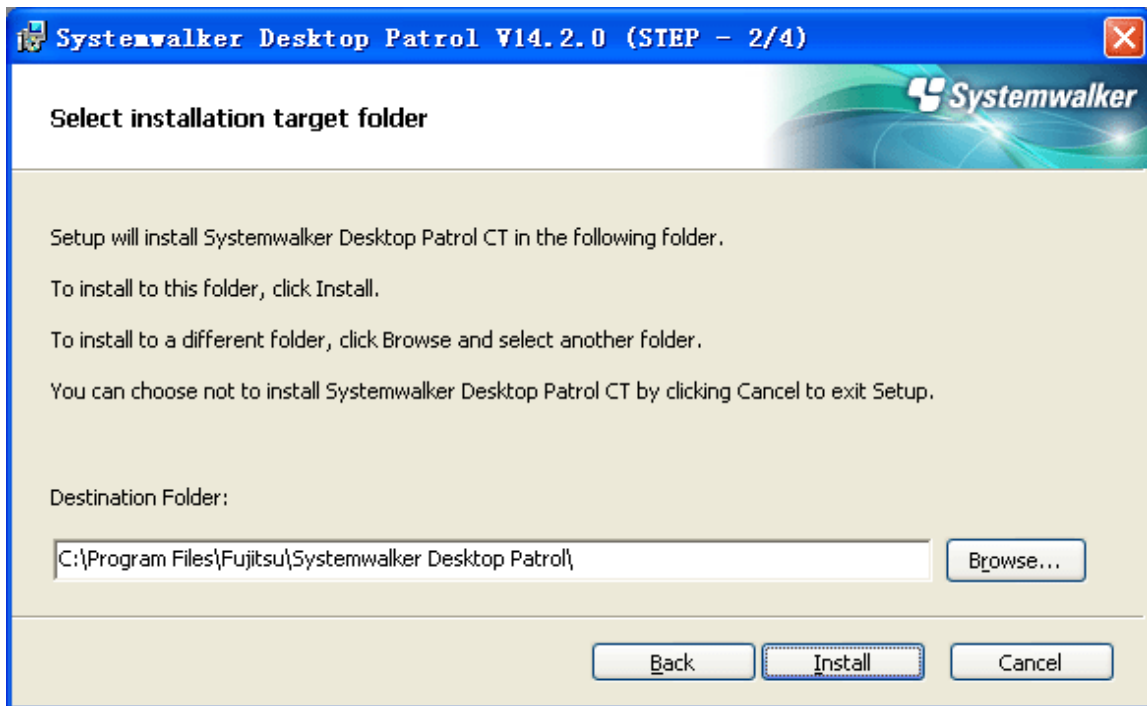 Systemwalker Desktop Patrol V14.2.0 (STEP - 2/4)
Systemwalker
Select installation target folder
Setup will install Systemwalker Desktop Patrol CT in the following folder.
To install to this folder, click Install.
To install to a different folder, click Browse and select another folder.
You can choose not to install Systemwalker Desktop Patrol CT by clicking Cancel to exit Setup.
Destination Folder:
C:\Program Files\Fujitsu\Systemwalker Desktop Patrol\
Browse...
Back
Install
Cancel